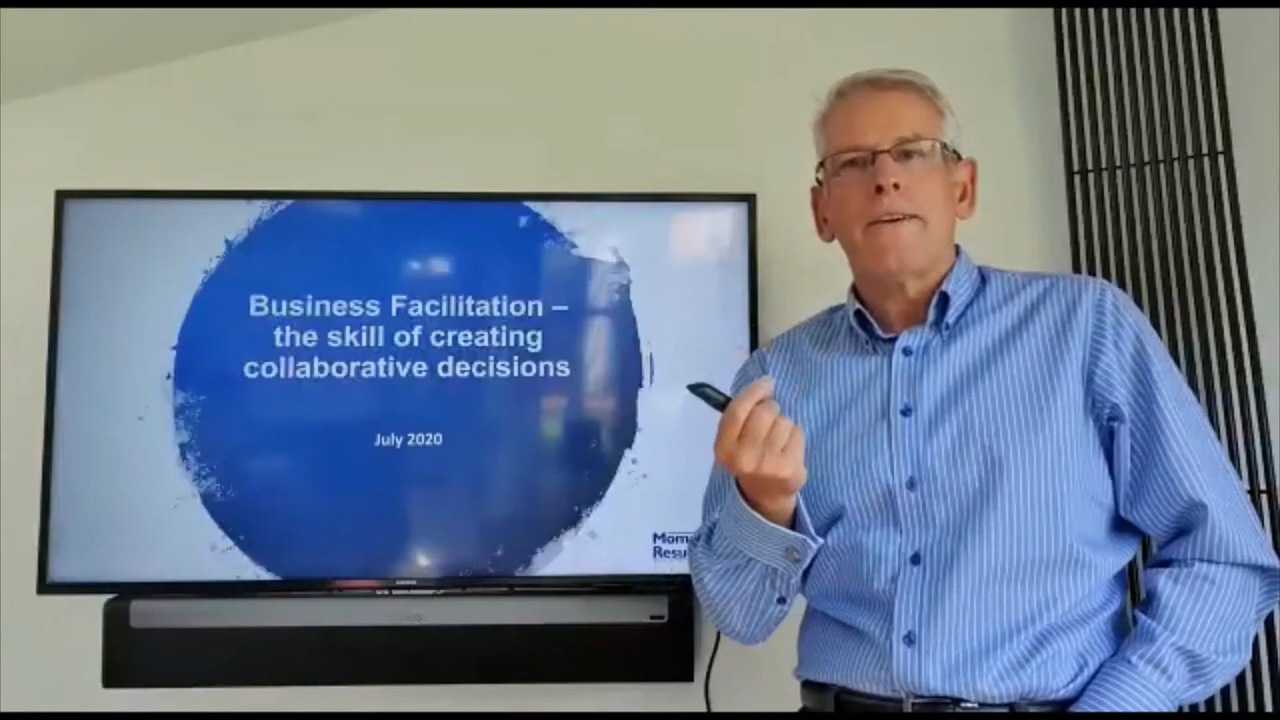 Business Facilitation –
the skill of creating
collaborative decisions
July 2020